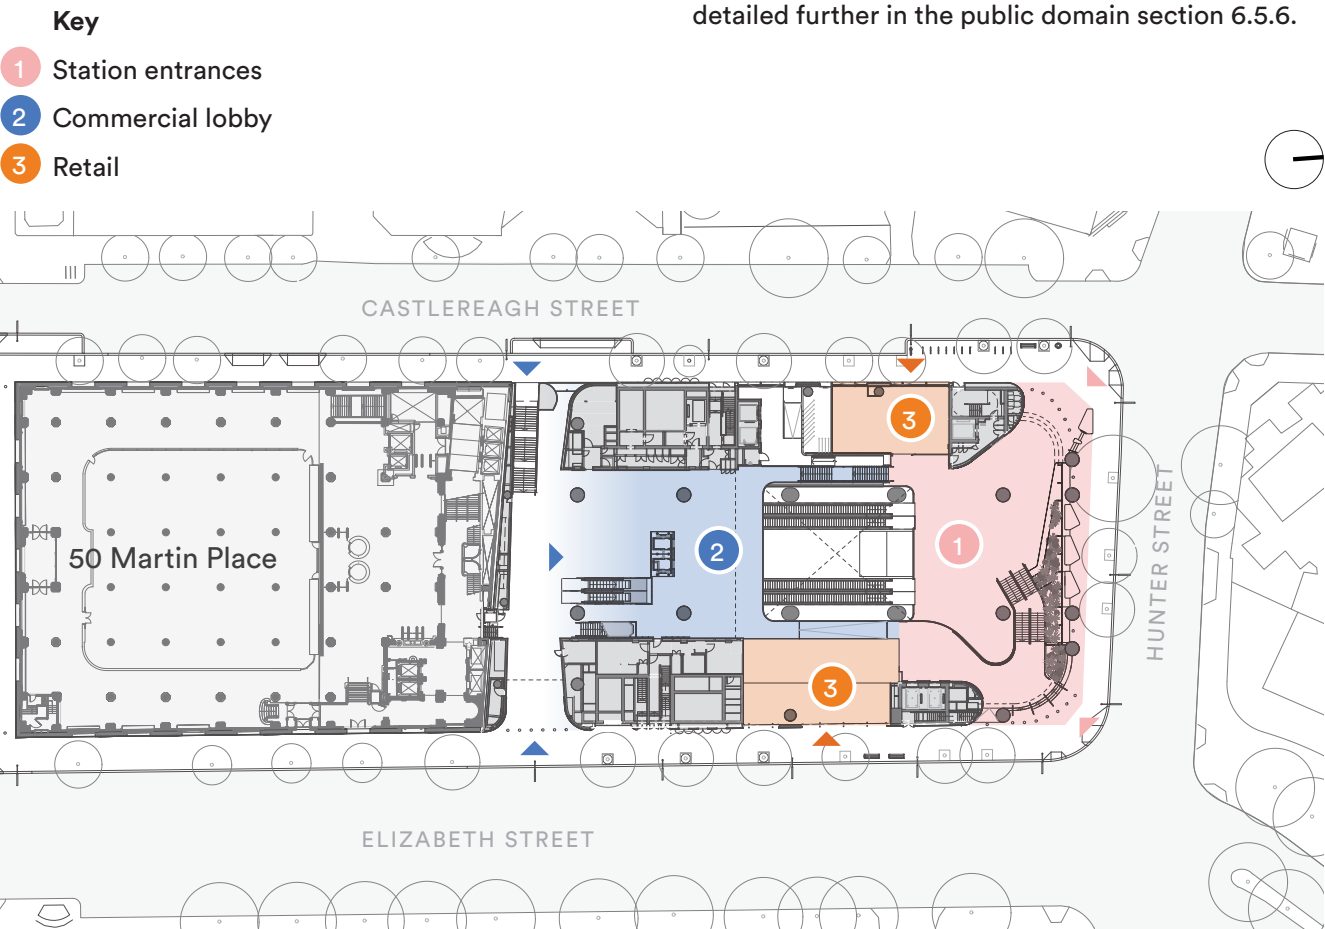 detailed further in the public domain section 6.5.6.
Key
1 Station entrances
2 Commercial lobby
3 Retail
CASTLEREAGH STREET
3
50 Martin Place
2
1
HUNTER STREET
3
ELIZABETH STREET